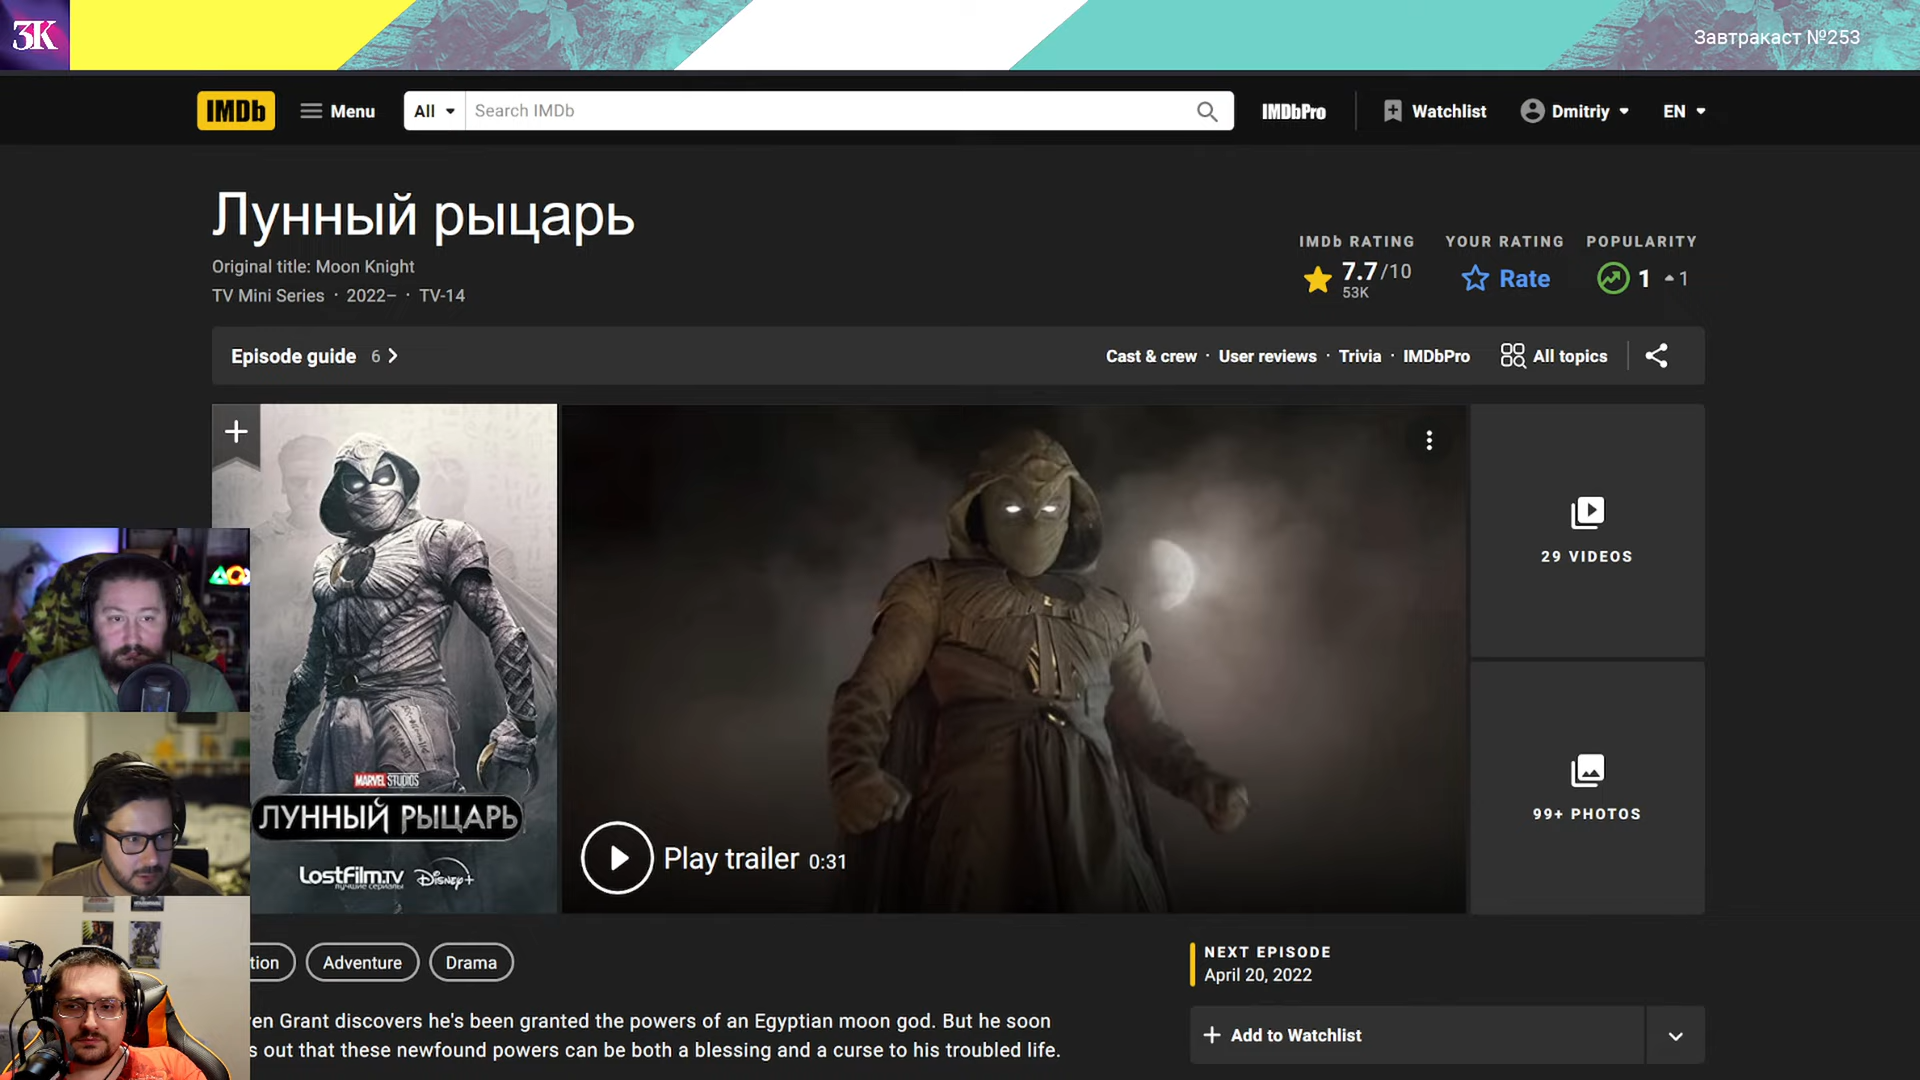 3K
Завтракаст №253
IMDb
Menu
All
Search IMDb
IMDbPro
Watchlist
Dmitriy
EN
Лунный рыцарь
Original title: Moon Knight
TV Mini Series · 2022– · TV-14
IMDb RATING
7.7/10
53K
YOUR RATING
Rate
POPULARITY
1
1
Episode guide 6
Cast & crew · User reviews · Trivia · IMDbPro
All topics
MARVEL STUDIOS
ЛУННЫЙ РЫЦАРЬ
LostFilm.TV
лучшие сериалы
Disney+
Play trailer 0:31
29 VIDEOS
99+ PHOTOS
tion
Adventure
Drama
NEXT EPISODE
April 20, 2022
en Grant discovers he's been granted the powers of an Egyptian moon god. But he soon
s out that these newfound powers can be both a blessing and a curse to his troubled life.
Add to Watchlist